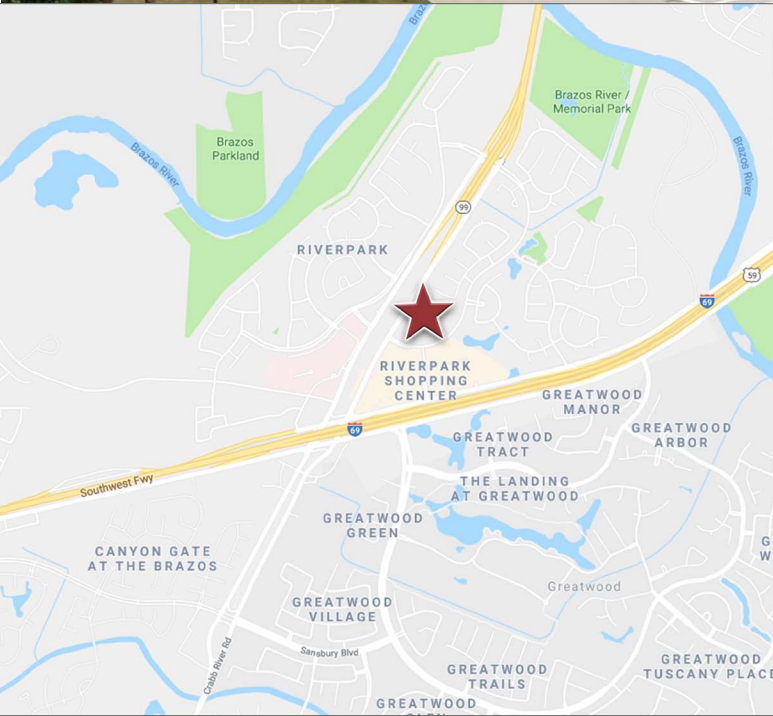 Brazos River /
Memorial Park
Brazos
Parkland
Brazos River
Brazos River
99
RIVERPARK
59
69
RIVERPARK
SHOPPING
CENTER
GREATWOOD
MANOR
69
GREATWOOD
ARBOR
GREATWOOD
TRACT
Southwest Fwy
THE LANDING
AT GREATWOOD
GREATWOOD
GREEN
CANYON GATE
AT THE BRAZOS
Greatwood
GREATWOOD
VILLAGE
Sansbury Blvd
Crabb River Rd
GREATWOOD
TRAILS
GREATWOOD
TUSCANY PLACE
GREATWOOD